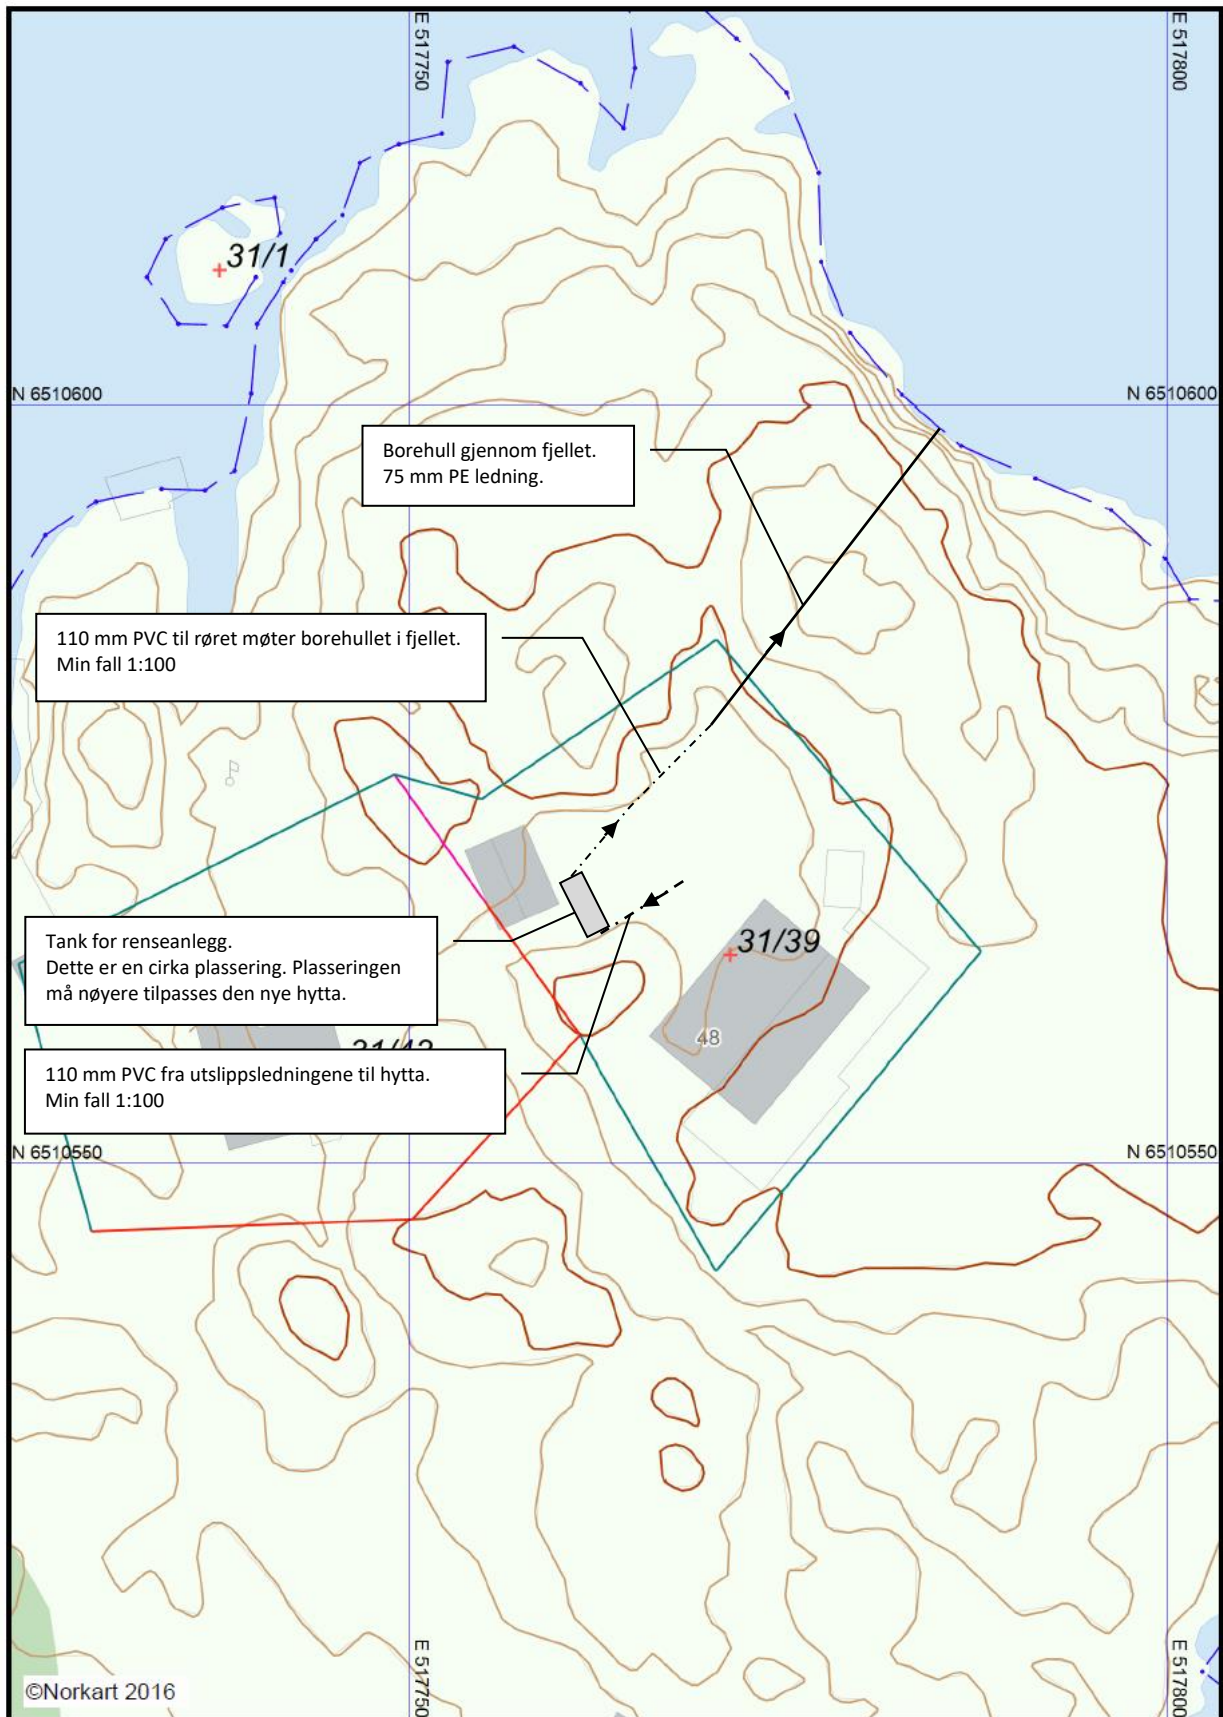 E 517750
E 517800
31/1
N 6510600
N 6510600
Borehull gjennom fjellet.
75 mm PE ledning.
110 mm PVC til røret møter borehullet i fjellet.
Min fall 1:100
Tank for renseanlegg.
Dette er en cirka plassering. Plasseringen
må nøyere tilpasses den nye hytta.
31/39
48
110 mm PVC fra utslippsledningene til hytta.
Min fall 1:100
N 6510550
N 6510550
E 517750
E 517800
©Norkart 2016